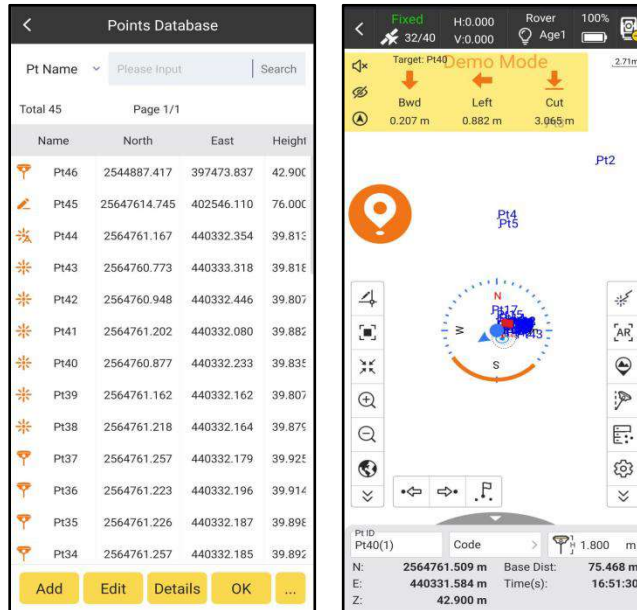 Points Database
Pt Name Please Input Search
Total 45 Page 1/1
Name North East Height
Pt46 2544887.417 397473.837 42.900
Pt45 25647614.745 402546.110 76.000
Pt44 2564761.167 440332.354 39.813
Pt43 2564760.773 440333.318 39.818
Pt42 2564760.948 440332.446 39.807
Pt41 2564761.202 440332.080 39.882
Pt40 2564760.877 440332.233 39.835
Pt39 2564761.162 440332.162 39.807
Pt38 2564761.218 440332.164 39.879
Pt37 2564761.257 440332.179 39.925
Pt36 2564761.223 440332.196 39.914
Pt35 2564761.226 440332.187 39.898
Pt34 2564761.257 440332.185 39.892
Add Edit Details OK ...
Fixed H:0.000 Rover 100%
32/40 V:0.000 Age1
Target: Pt40 Demo Mode 2.71m
Bwd Left Cut
0.207 m 0.882 m 3.065 m
Pt2
Pt4
Pt5
N
Pt17
W
Pt43
S
AR
Pt ID
Pt40(1) Code 1.800 m
N: 2564761.509 m Base Dist: 75.468 m
E: 440331.584 m Time(s): 16:51:30
Z: 42.900 m